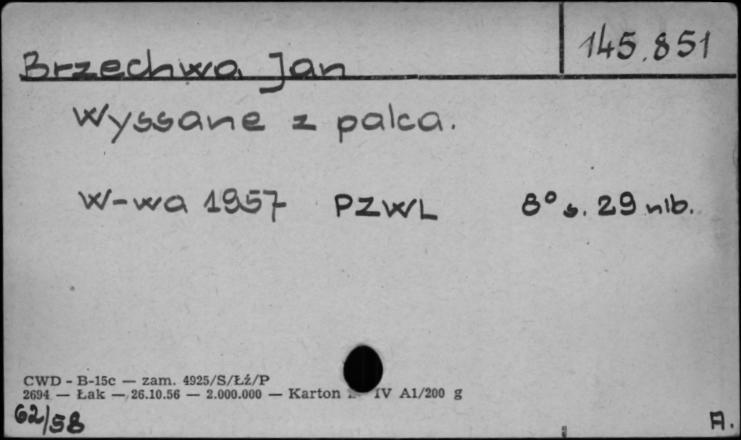 145.851
Brzechwa Jan
Wyssane z palca.
W-wa 1957 PZWL 8° s. 29 nlb.
CWD - B-15c — zam. 4925/S/Łź/P
2694 — Łak — 26.10.56 — 2.000.000 — Karton IV A1/200 g
62/58
A.